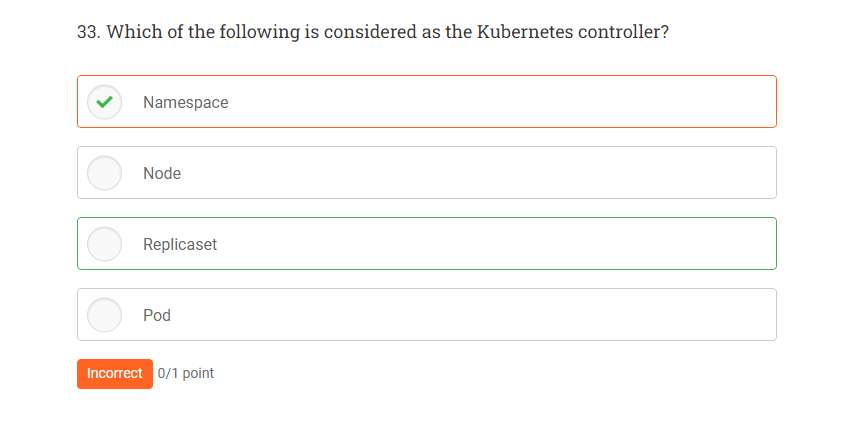 33. Which of the following is considered as the Kubernetes controller?
Namespace
Node
Replicaset
Pod
Incorrect 0/1 point